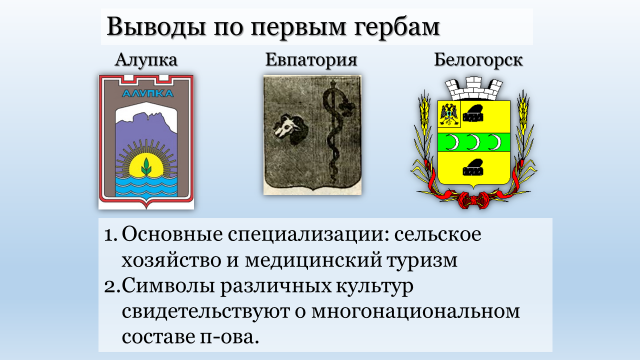 Выводы по первым гербам
Алупка Евпатория Белогорск
АЛУПКА
1. Основные специализации: сельское
хозяйство и медицинский туризм
2.Символы различных культур
свидетельствуют о многонациональном
составе п-ова.